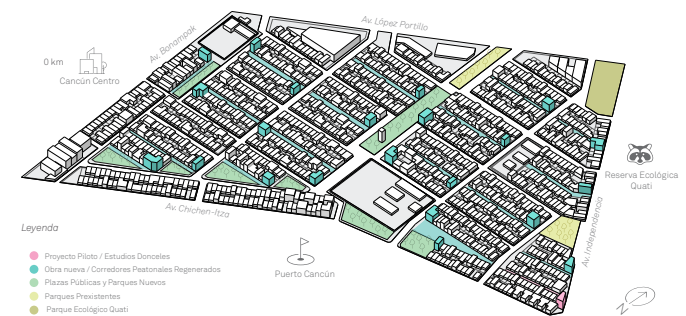 Av. López Portillo
Av. Bonampak
0 km
Cancún Centro
Reserva Ecológica
Quati
Av. Chichen-Itza
Av. Independencia
Leyenda
Puerto Cancún
Proyecto Piloto / Estudios Donceles
Obra nueva / Corredores Peatonales Regenerados
Plazas Públicas y Parques Nuevos
Parques Prexistentes
Parque Ecológico Quati
N